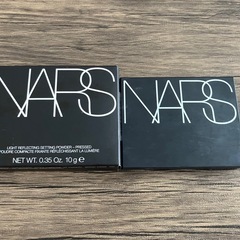 NARS
LIGHT REFLECTING SETTING POWDER - PRESSED
POUDRE COMPACTE FIXANTE RÉFLÉCHISSANT LA LUMIÈRE
NET WT. 0.35 Oz. 10 g ℮
NARS